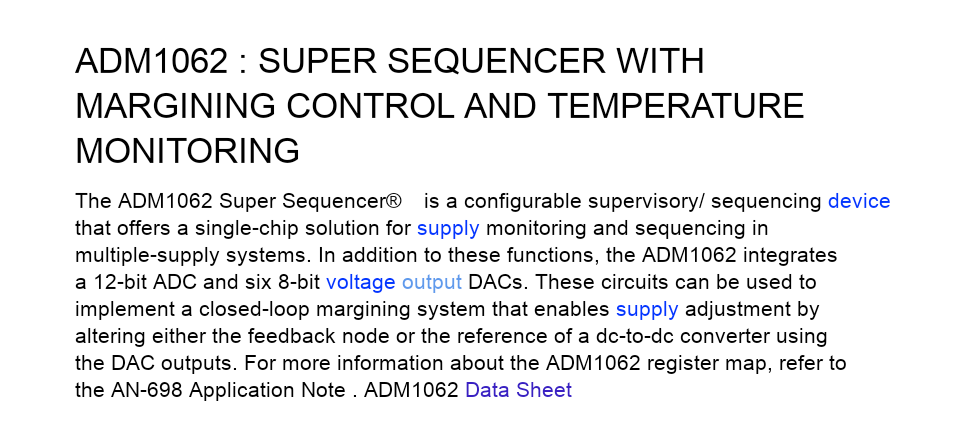 ADM1062 : SUPER SEQUENCER WITH
MARGINING CONTROL AND TEMPERATURE
MONITORING
The ADM1062 Super Sequencer® is a configurable supervisory/ sequencing device
that offers a single-chip solution for supply monitoring and sequencing in
multiple-supply systems. In addition to these functions, the ADM1062 integrates
a 12-bit ADC and six 8-bit voltage output DACs. These circuits can be used to
implement a closed-loop margining system that enables supply adjustment by
altering either the feedback node or the reference of a dc-to-dc converter using
the DAC outputs. For more information about the ADM1062 register map, refer to
the AN-698 Application Note . ADM1062 Data Sheet